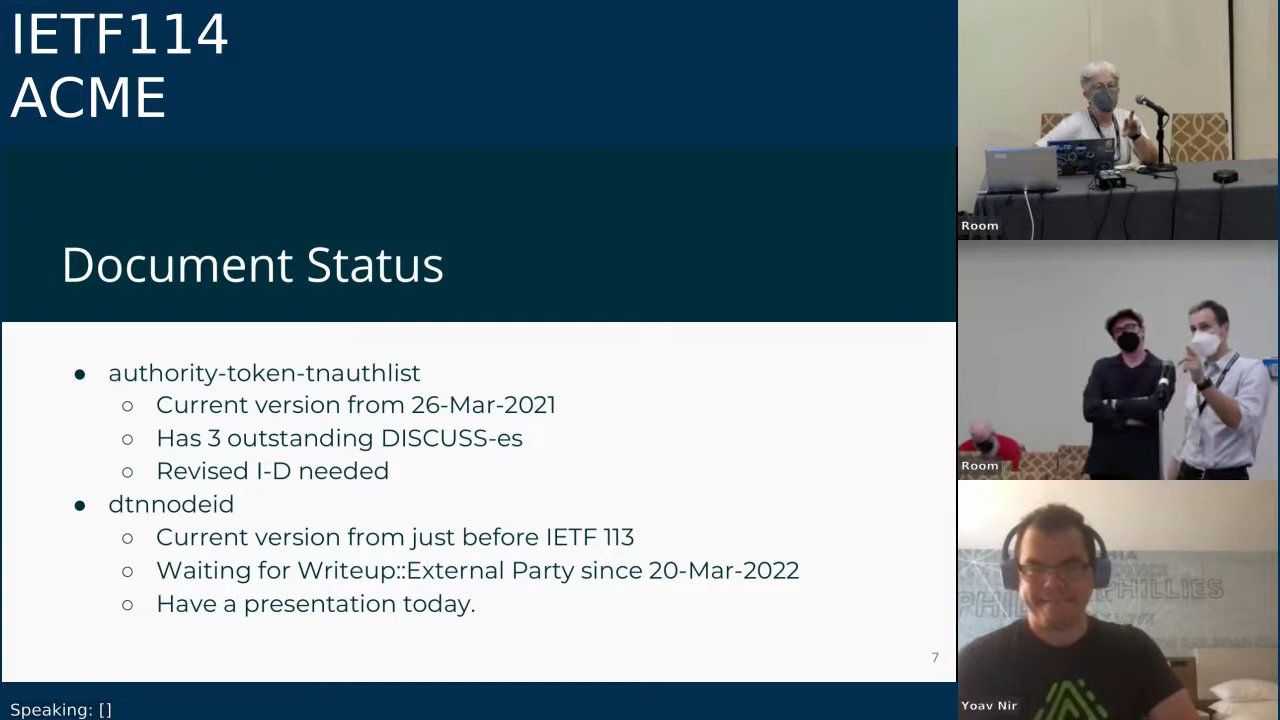 IETF114
ACME
Document Status
● authority-token-tnauthlist
○ Current version from 26-Mar-2021
○ Has 3 outstanding DISCUSS-es
○ Revised I-D needed
● dtnnodeid
○ Current version from just before IETF 113
○ Waiting for Writeup::External Party since 20-Mar-2022
○ Have a presentation today.
7
Speaking: []
Room
Room
PHILLIES
Yoav Nir